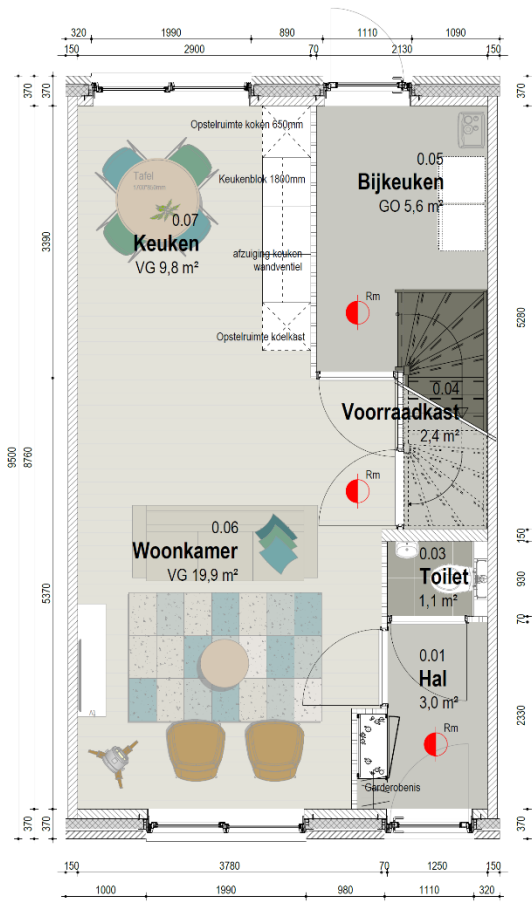 320 1990 890 1110 1090
150 2900 70 2130 150
370 370 370
Opstelruimte koken 650mm
Tafel
0.05
Bijkeuken
GO 5,6 m²
Keukenblok 1800mm
0.07
Keuken
VG 9,8 m²
afzuiging keuken
wandventiel
3390
Rm
5280
Opstelruimte koelkast
0.04
Voorraadkast
2,4 m²
9500 8760
Rm
0.06
Woonkamer
VG 19,9 m²
150
0.03
Toilet
1,1 m²
930
5370
70
0.01
Hal
3,0 m²
2330
Tv
Rm
Garderobenis
370 370 370
150 3780 70 1250 150
1000 1990 980 1110 320